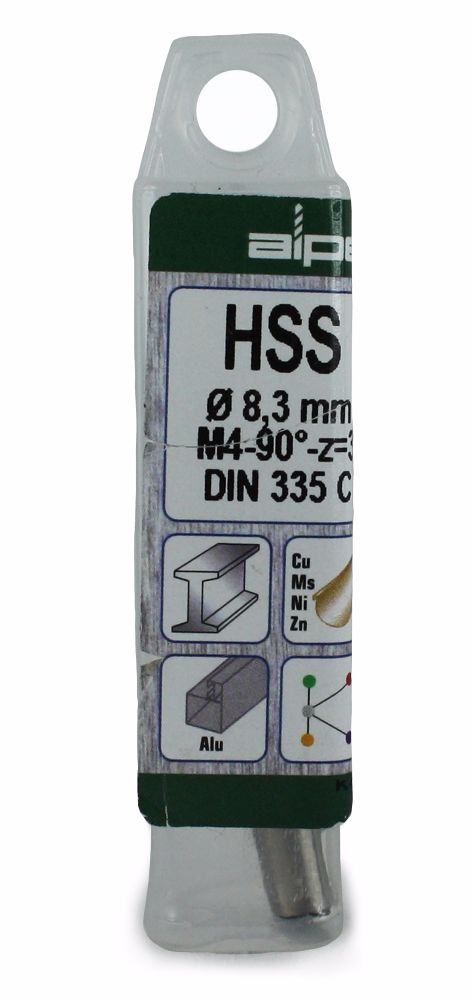 alpe
HSS
Ø 8,3 mm
M4-90°-z=3
DIN 335 C
Cu
Ms
Ni
Zn
Alu